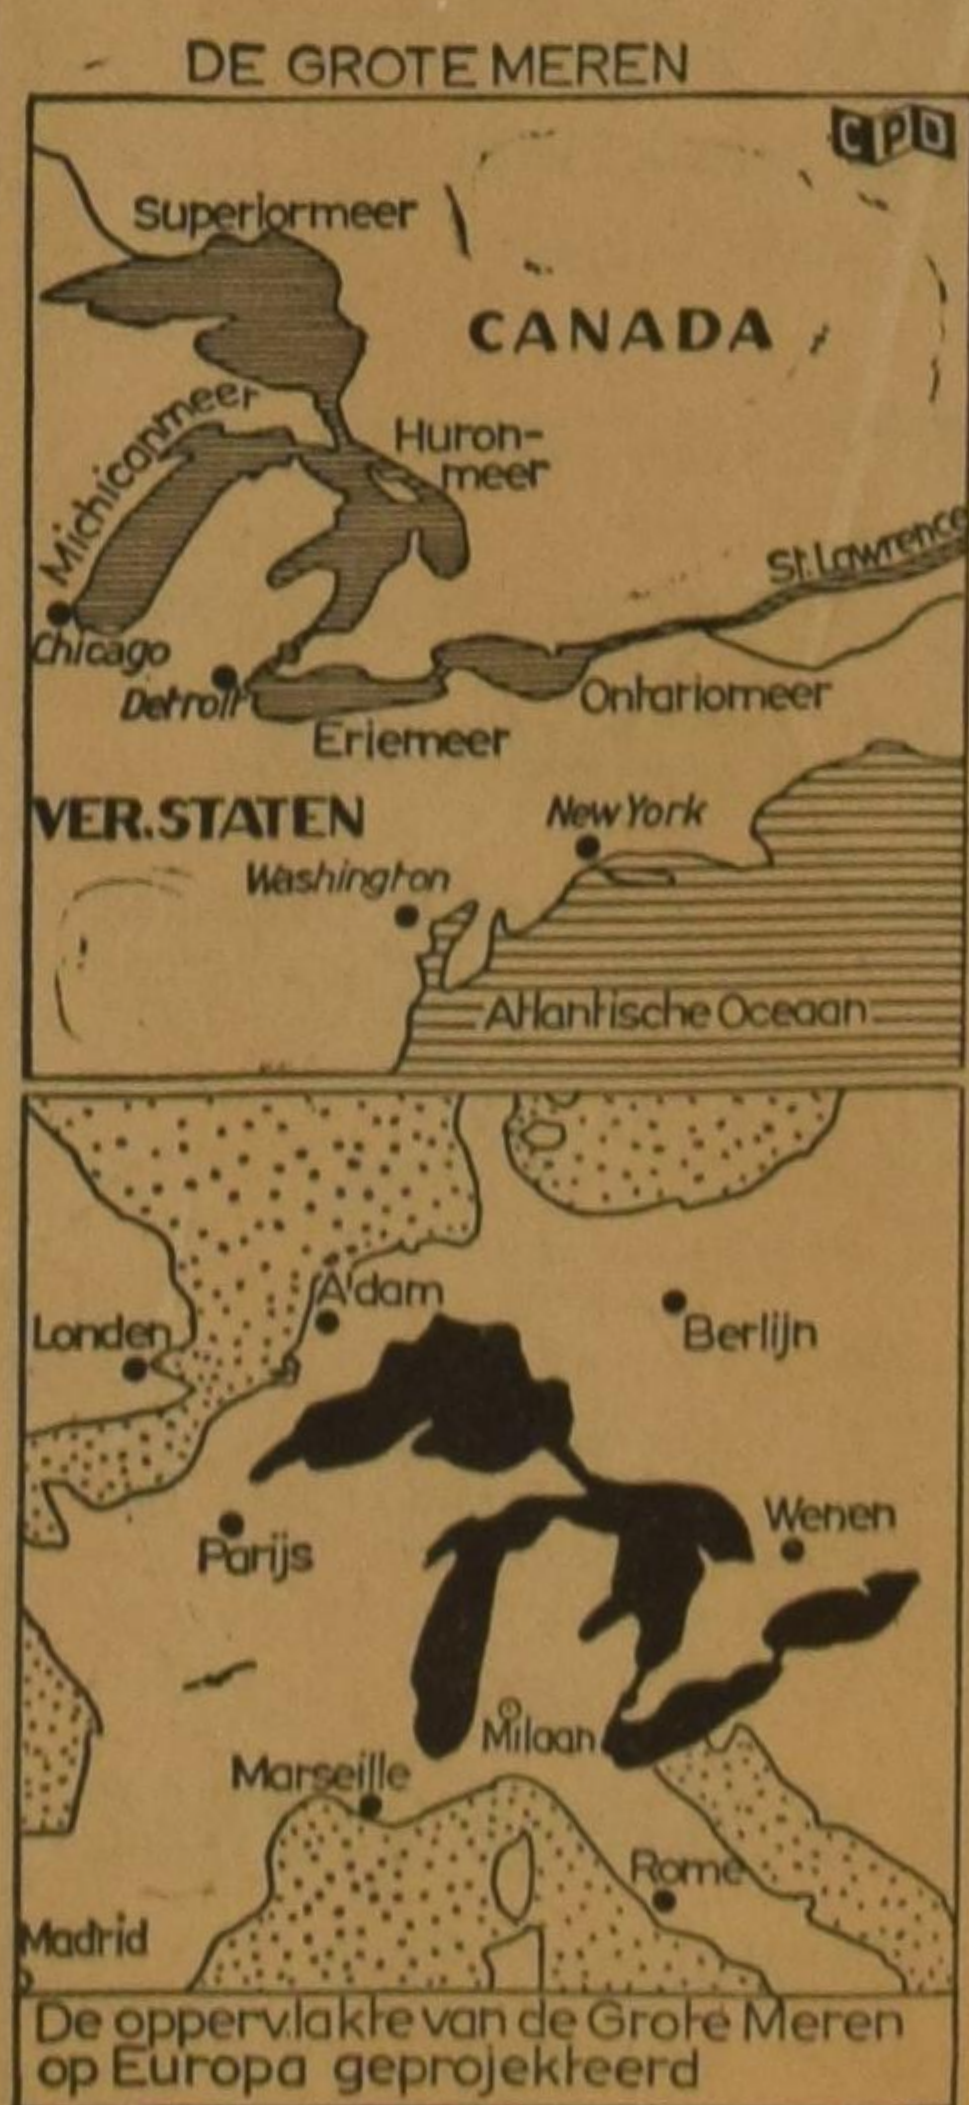 DE GROTE MEREN
CPD
Superiormeer
CANADA
Michicanmeer
Huron-
meer
St. Lawrence
Chicago
Detroit
Ontariomeer
Eriemeer
VER. STATEN
New York
Washington
Atlantische Oceaan
A'dam
Londen
Berlijn
Parijs
Wenen
Milaan
Marseille
Rome
Madrid
De oppervlakte van de Grote Meren
op Europa geprojekteerd